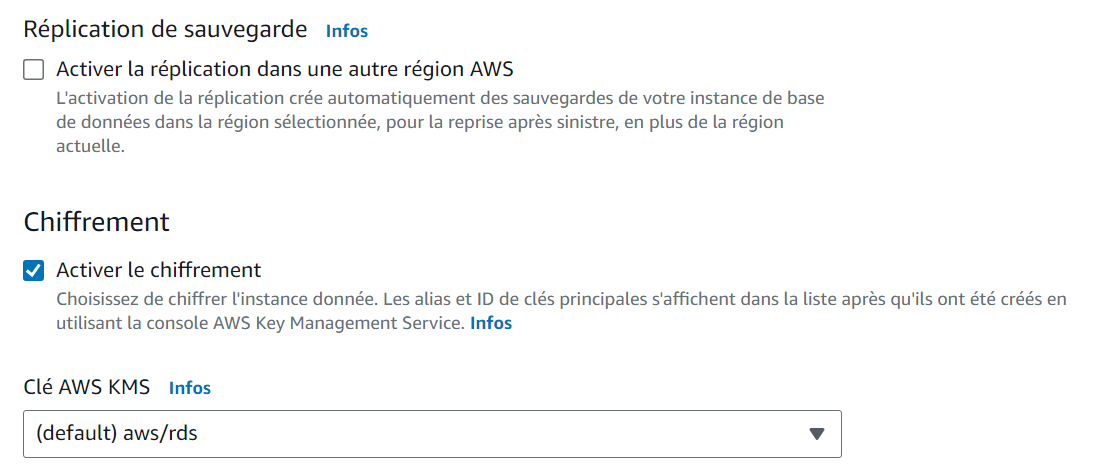 Réplication de sauvegarde Infos
Activer la réplication dans une autre région AWS
L'activation de la réplication crée automatiquement des sauvegardes de votre instance de base
de données dans la région sélectionnée, pour la reprise après sinistre, en plus de la région
actuelle.
Chiffrement
Activer le chiffrement
Choisissez de chiffrer l'instance donnée. Les alias et ID de clés principales s'affichent dans la liste après qu'ils ont été créés en
utilisant la console AWS Key Management Service. Infos
Clé AWS KMS Infos
(default) aws/rds